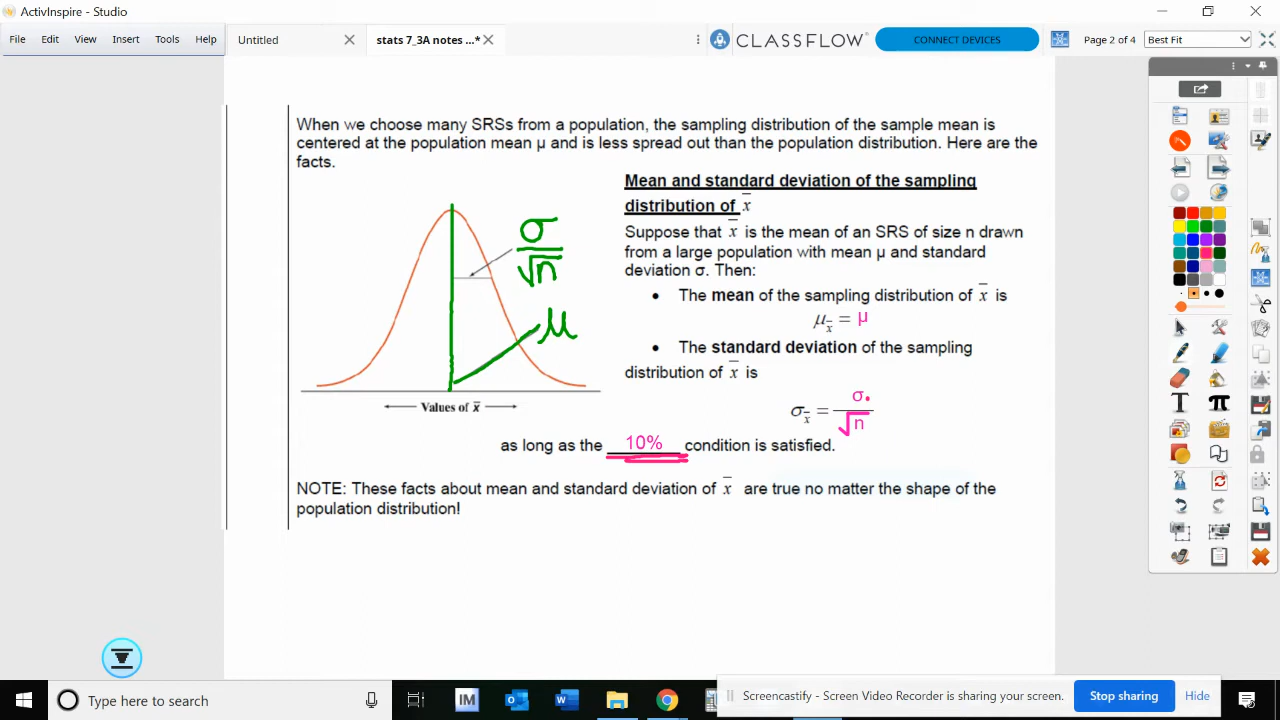 ActivInspire - Studio
File Edit View Insert Tools Help
Untitled
stats 7_3A notes ...*
CLASSFLOW
CONNECT DEVICES
Page 2 of 4
Best Fit
When we choose many SRSs from a population, the sampling distribution of the sample mean is
centered at the population mean μ and is less spread out than the population distribution. Here are the
facts.
σ
√n
μ
Values of x̅
Mean and standard deviation of the sampling
distribution of x̅
Suppose that x̅ is the mean of an SRS of size n drawn
from a large population with mean μ and standard
deviation σ. Then:
• The mean of the sampling distribution of x̅ is
μx̅ = μ
• The standard deviation of the sampling
distribution of x̅ is
σx̅ = σ
√n
as long as the 10% condition is satisfied.
NOTE: These facts about mean and standard deviation of x̅ are true no matter the shape of the
population distribution!
Type here to search
IM
Screencastify - Screen Video Recorder is sharing your screen.
Stop sharing
Hide